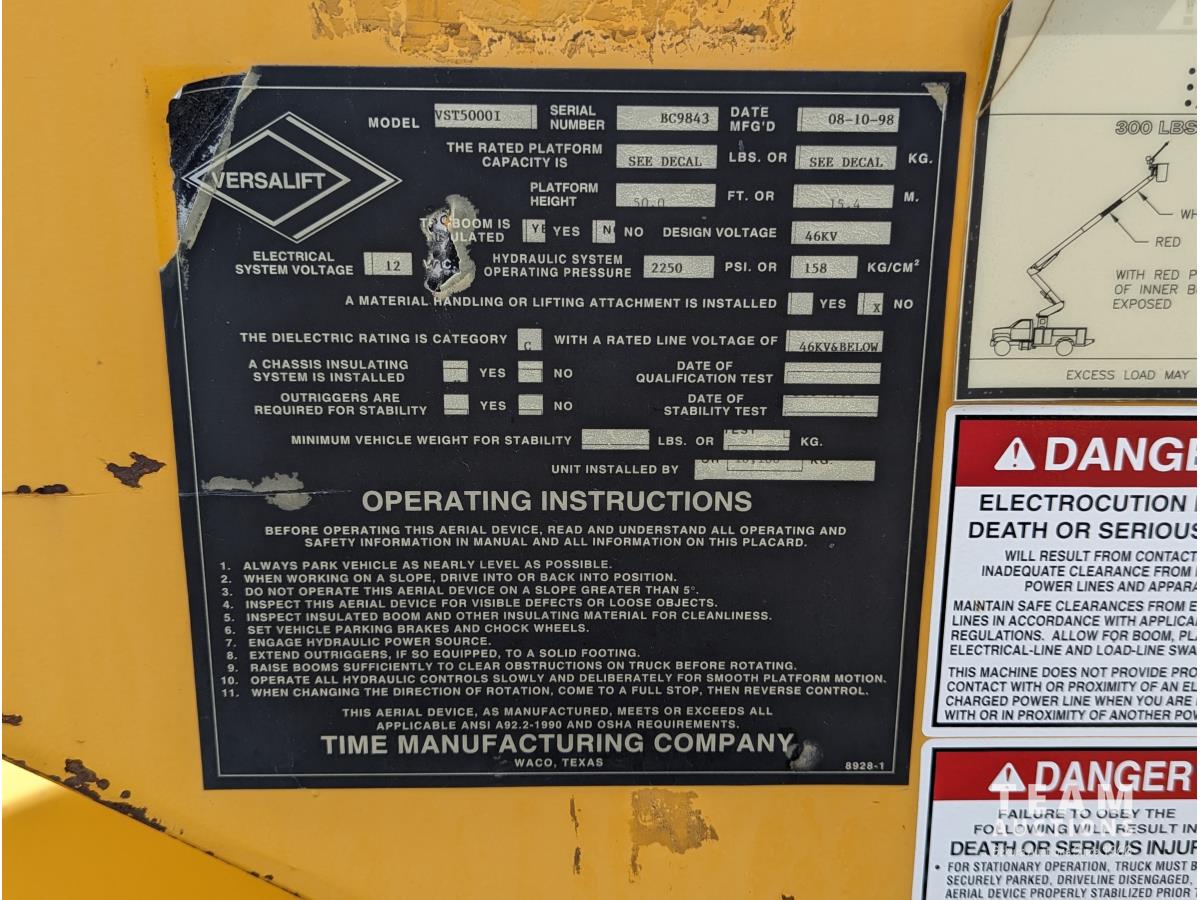 VERSALIFT
MODEL VST5000I SERIAL NUMBER BC9843 DATE MFG'D 08-10-98
THE RATED PLATFORM CAPACITY IS SEE DECAL LBS. OR SEE DECAL KG.
PLATFORM HEIGHT 50.0 FT. OR 15.4 M.
BOOM IS YES NO DESIGN VOLTAGE 46KV
ELECTRICAL SYSTEM VOLTAGE 12 HYDRAULIC SYSTEM OPERATING PRESSURE 2250 PSI. OR 158 KG/CM²
A MATERIAL HANDLING OR LIFTING ATTACHMENT IS INSTALLED YES X NO
THE DIELECTRIC RATING IS CATEGORY C WITH A RATED LINE VOLTAGE OF 46KV&BELOW
A CHASSIS INSULATING SYSTEM IS INSTALLED YES NO DATE OF QUALIFICATION TEST
OUTRIGGERS ARE REQUIRED FOR STABILITY YES NO DATE OF STABILITY TEST
MINIMUM VEHICLE WEIGHT FOR STABILITY LBS. OR KG.
UNIT INSTALLED BY
OPERATING INSTRUCTIONS
BEFORE OPERATING THIS AERIAL DEVICE, READ AND UNDERSTAND ALL OPERATING AND
SAFETY INFORMATION IN MANUAL AND ALL INFORMATION ON THIS PLACARD.
1. ALWAYS PARK VEHICLE AS NEARLY LEVEL AS POSSIBLE.
2. WHEN WORKING ON A SLOPE, DRIVE INTO OR BACK INTO POSITION.
3. DO NOT OPERATE THIS AERIAL DEVICE ON A SLOPE GREATER THAN 5°.
4. INSPECT THIS AERIAL DEVICE FOR VISIBLE DEFECTS OR LOOSE OBJECTS.
5. INSPECT INSULATED BOOM AND OTHER INSULATING MATERIAL FOR CLEANLINESS.
6. SET VEHICLE PARKING BRAKES AND CHOCK WHEELS.
7. ENGAGE HYDRAULIC POWER SOURCE.
8. EXTEND OUTRIGGERS, IF SO EQUIPPED, TO A SOLID FOOTING.
9. RAISE BOOMS SUFFICIENTLY TO CLEAR OBSTRUCTIONS ON TRUCK BEFORE ROTATING.
10. OPERATE ALL HYDRAULIC CONTROLS SLOWLY AND DELIBERATELY FOR SMOOTH PLATFORM MOTION.
11. WHEN CHANGING THE DIRECTION OF ROTATION, COME TO A FULL STOP, THEN REVERSE CONTROL.
THIS AERIAL DEVICE, AS MANUFACTURED, MEETS OR EXCEEDS ALL
APPLICABLE ANSI A92.2-1990 AND OSHA REQUIREMENTS.
TIME MANUFACTURING COMPANY
WACO, TEXAS
8928-1
300 LBS
WH
RED
WITH RED P
OF INNER B
EXPOSED
EXCESS LOAD MAY
DANGE
ELECTROCUTION
DEATH OR SERIOUS
WILL RESULT FROM CONTACT
INADEQUATE CLEARANCE FROM
POWER LINES AND APPARA
MAINTAIN SAFE CLEARANCES FROM E
LINES IN ACCORDANCE WITH APPLICA
REGULATIONS. ALLOW FOR BOOM, PL
ELECTRICAL-LINE AND LOAD-LINE SWA
THIS MACHINE DOES NOT PROVIDE PRO
CONTACT WITH OR PROXIMITY OF AN EL
CHARGED POWER LINE WHEN YOU ARE
WITH OR IN PROXIMITY OF ANOTHER POW
DANGER
FAILURE TO OBEY THE
FOLLOWING WILL RESULT IN
DEATH OR SERIOUS INJUR
• FOR STATIONARY OPERATION, TRUCK MUST B
SECURELY PARKED, DRIVELINE DISENGAGED,
AERIAL DEVICE PROPERLY STABILIZED PRIOR T
TEAM
AUCTIONS